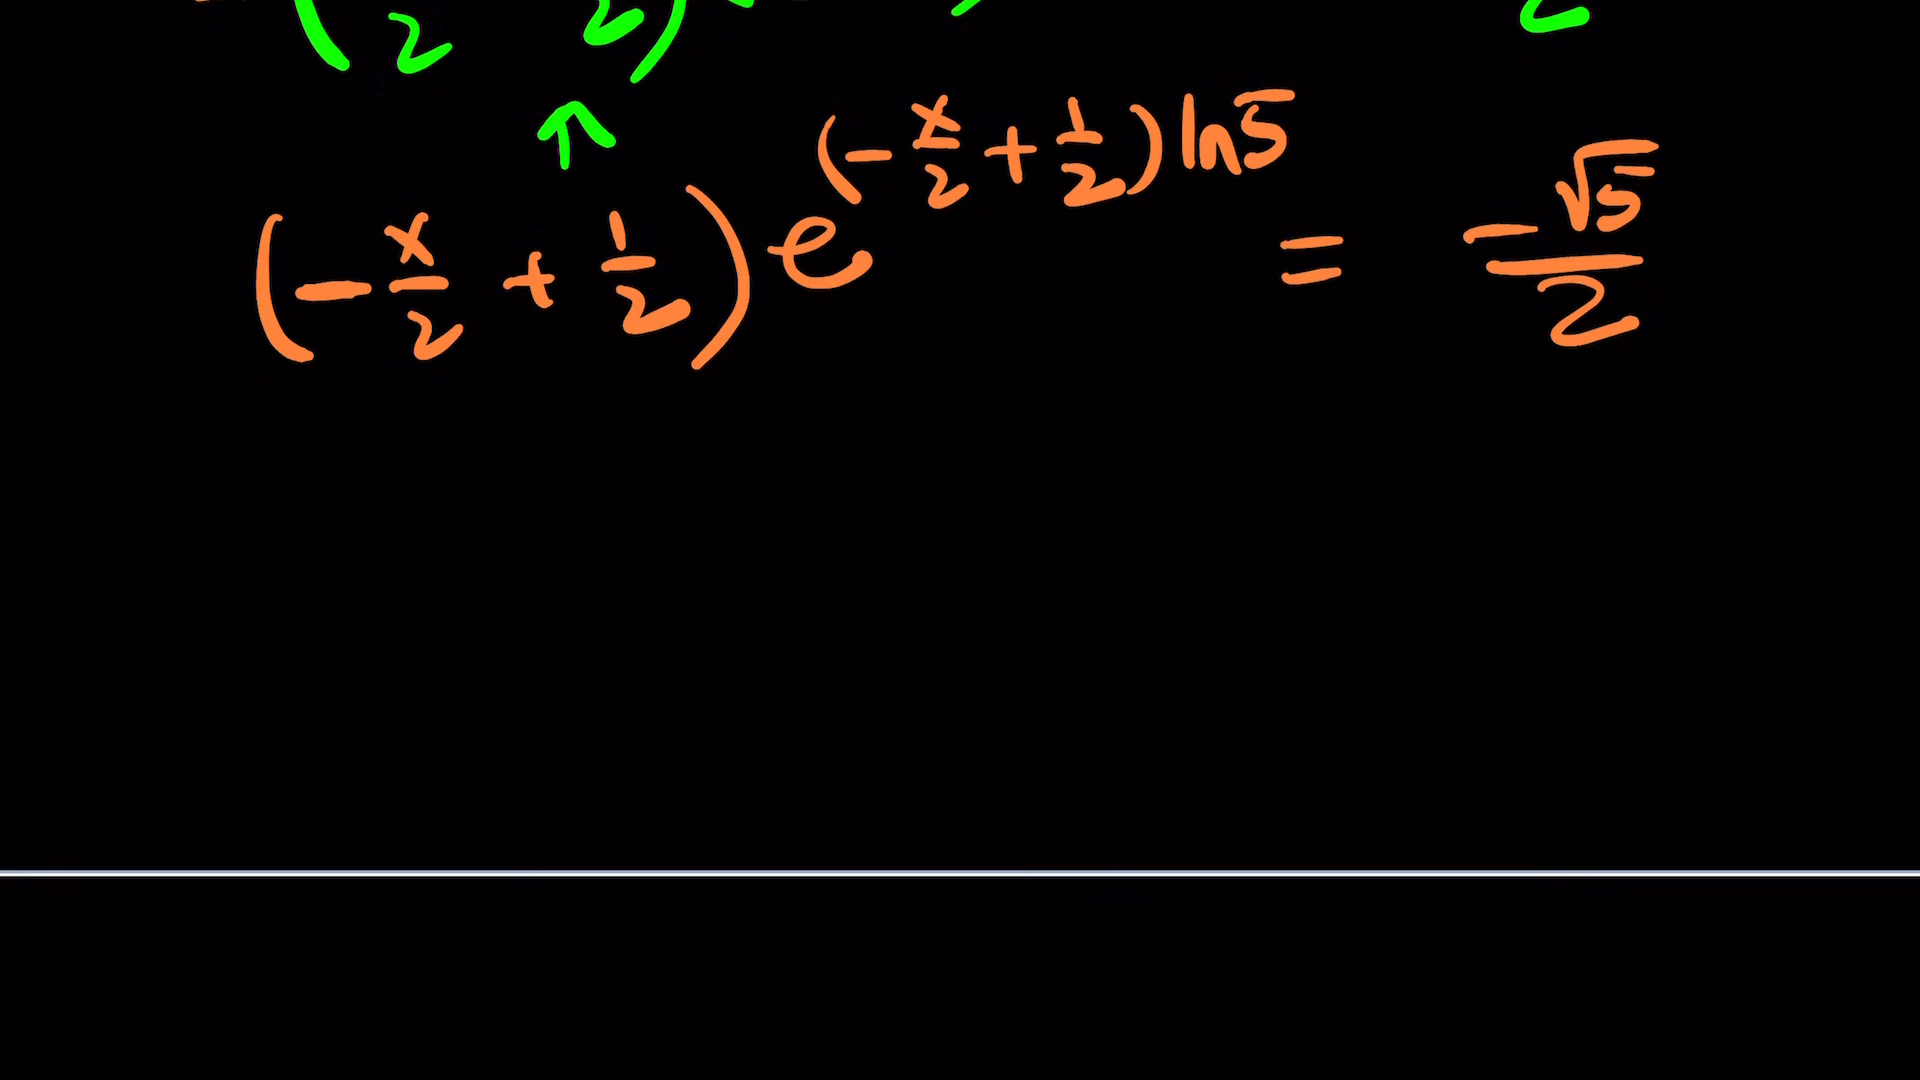 (-x/2 + 1/2) e^((-x/2 + 1/2) ln5) = -√5/2